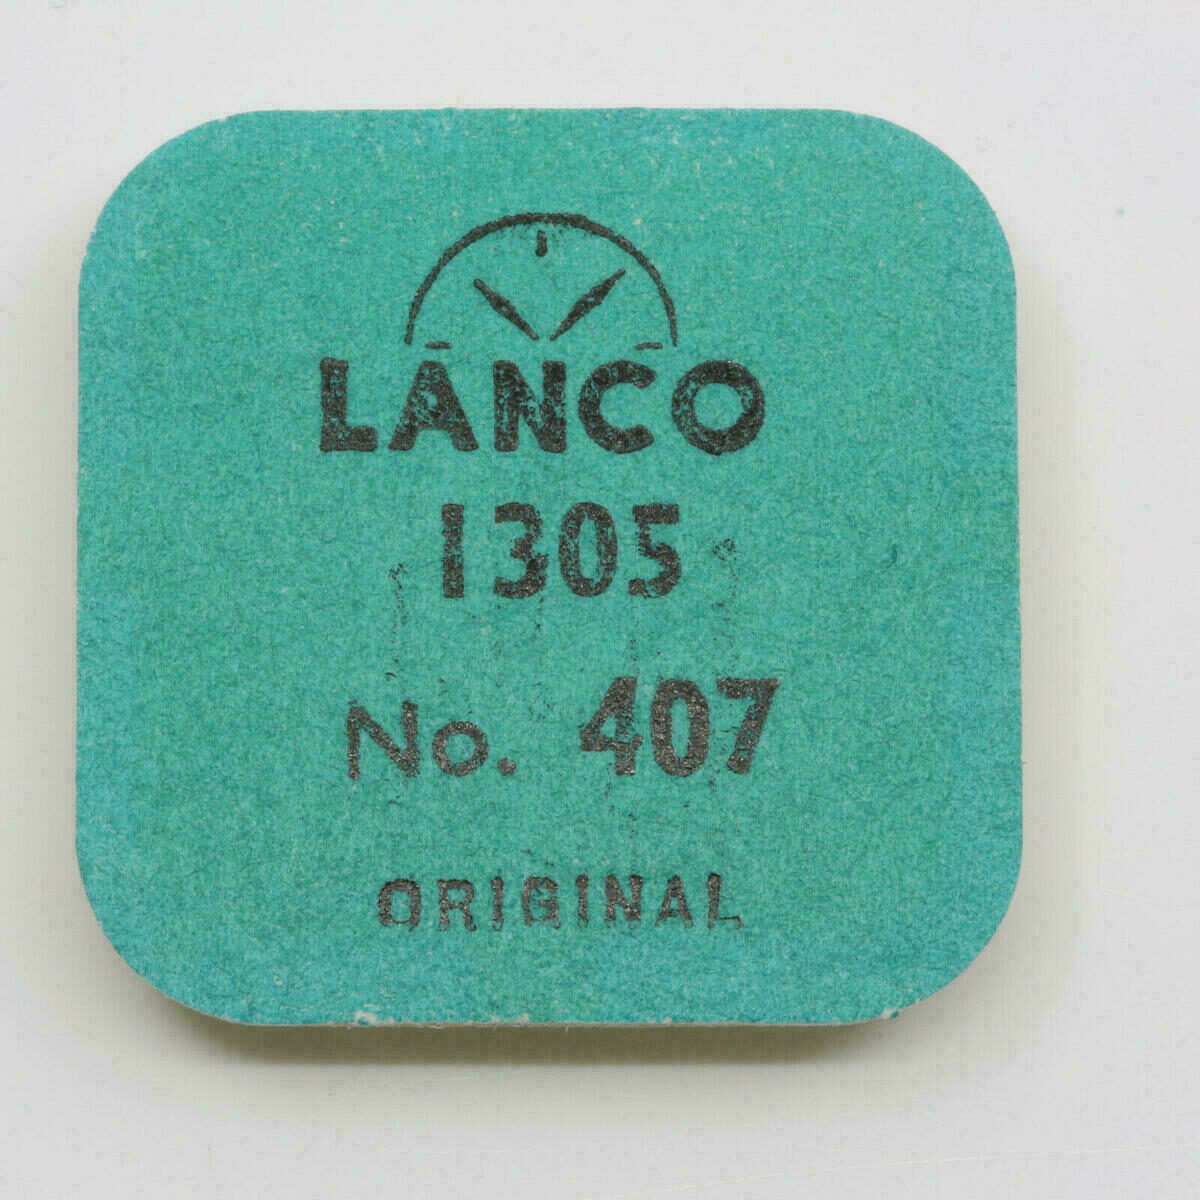 LANCO
1305
No. 407
ORIGINAL